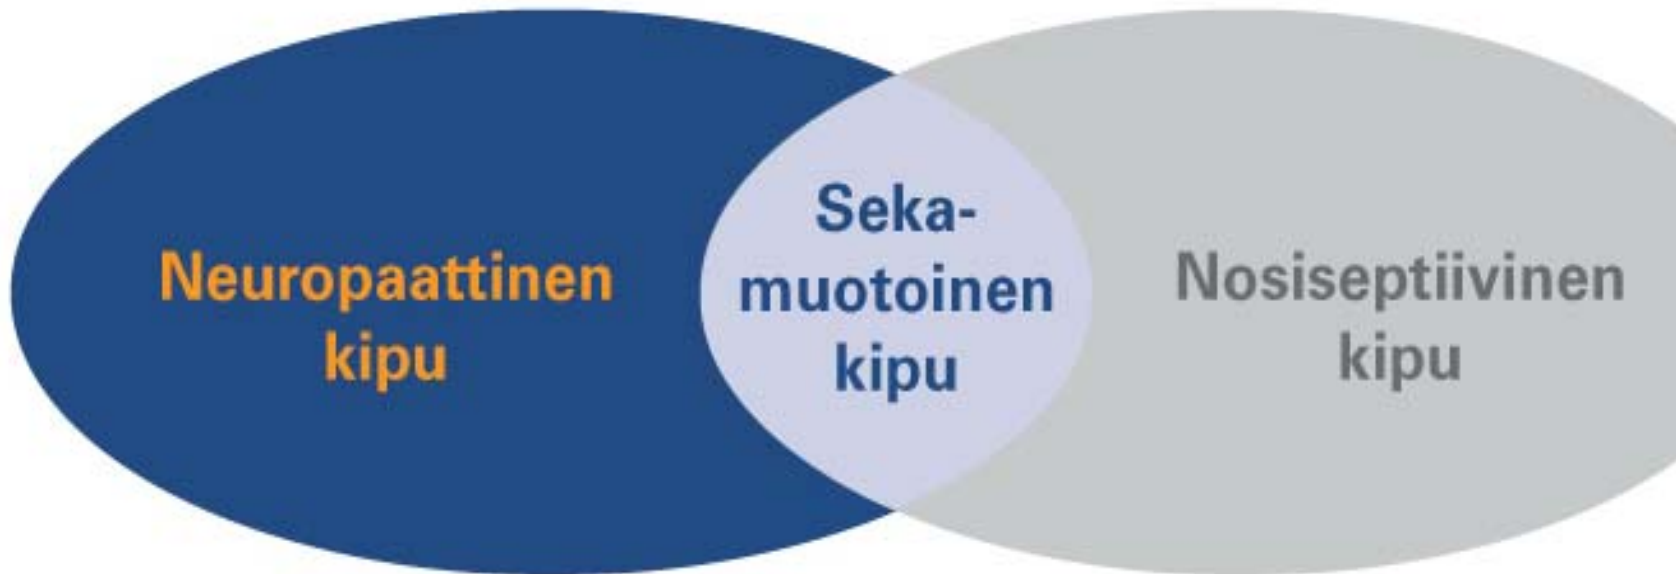 Neuropaattinen
kipu
Seka-
muotoinen
kipu
Nosiseptiivinen
kipu